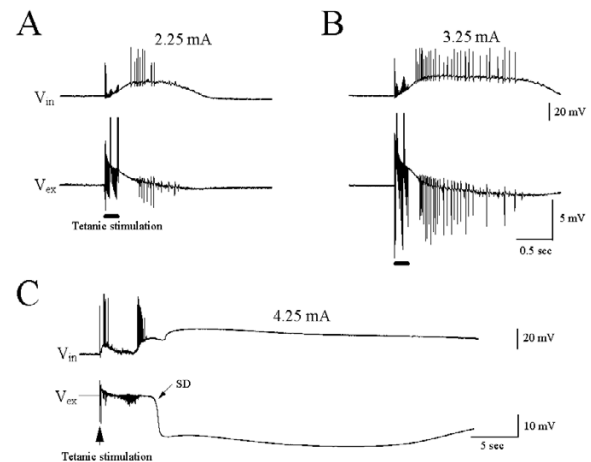 A
2.25 mA
Vin
Vex
Tetanic stimulation
B
3.25 mA
20 mV
5 mV
0.5 sec
C
4.25 mA
Vin
20 mV
Vex
SD
10 mV
5 sec
Tetanic stimulation